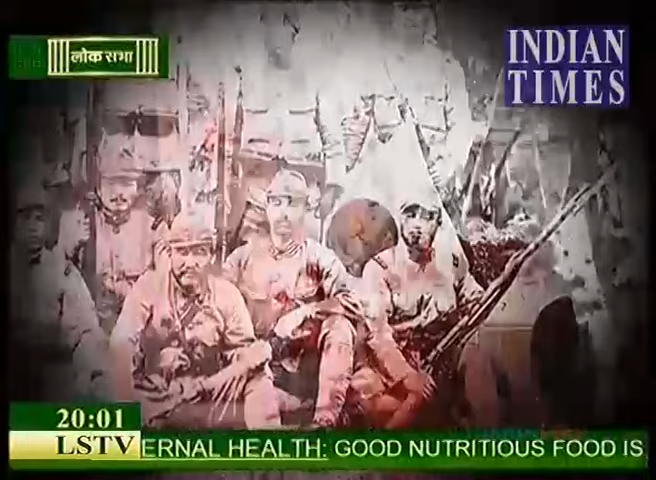 लोक सभा
INDIAN
TIMES
20:01
LSTV
ERNAL HEALTH: GOOD NUTRITIOUS FOOD IS